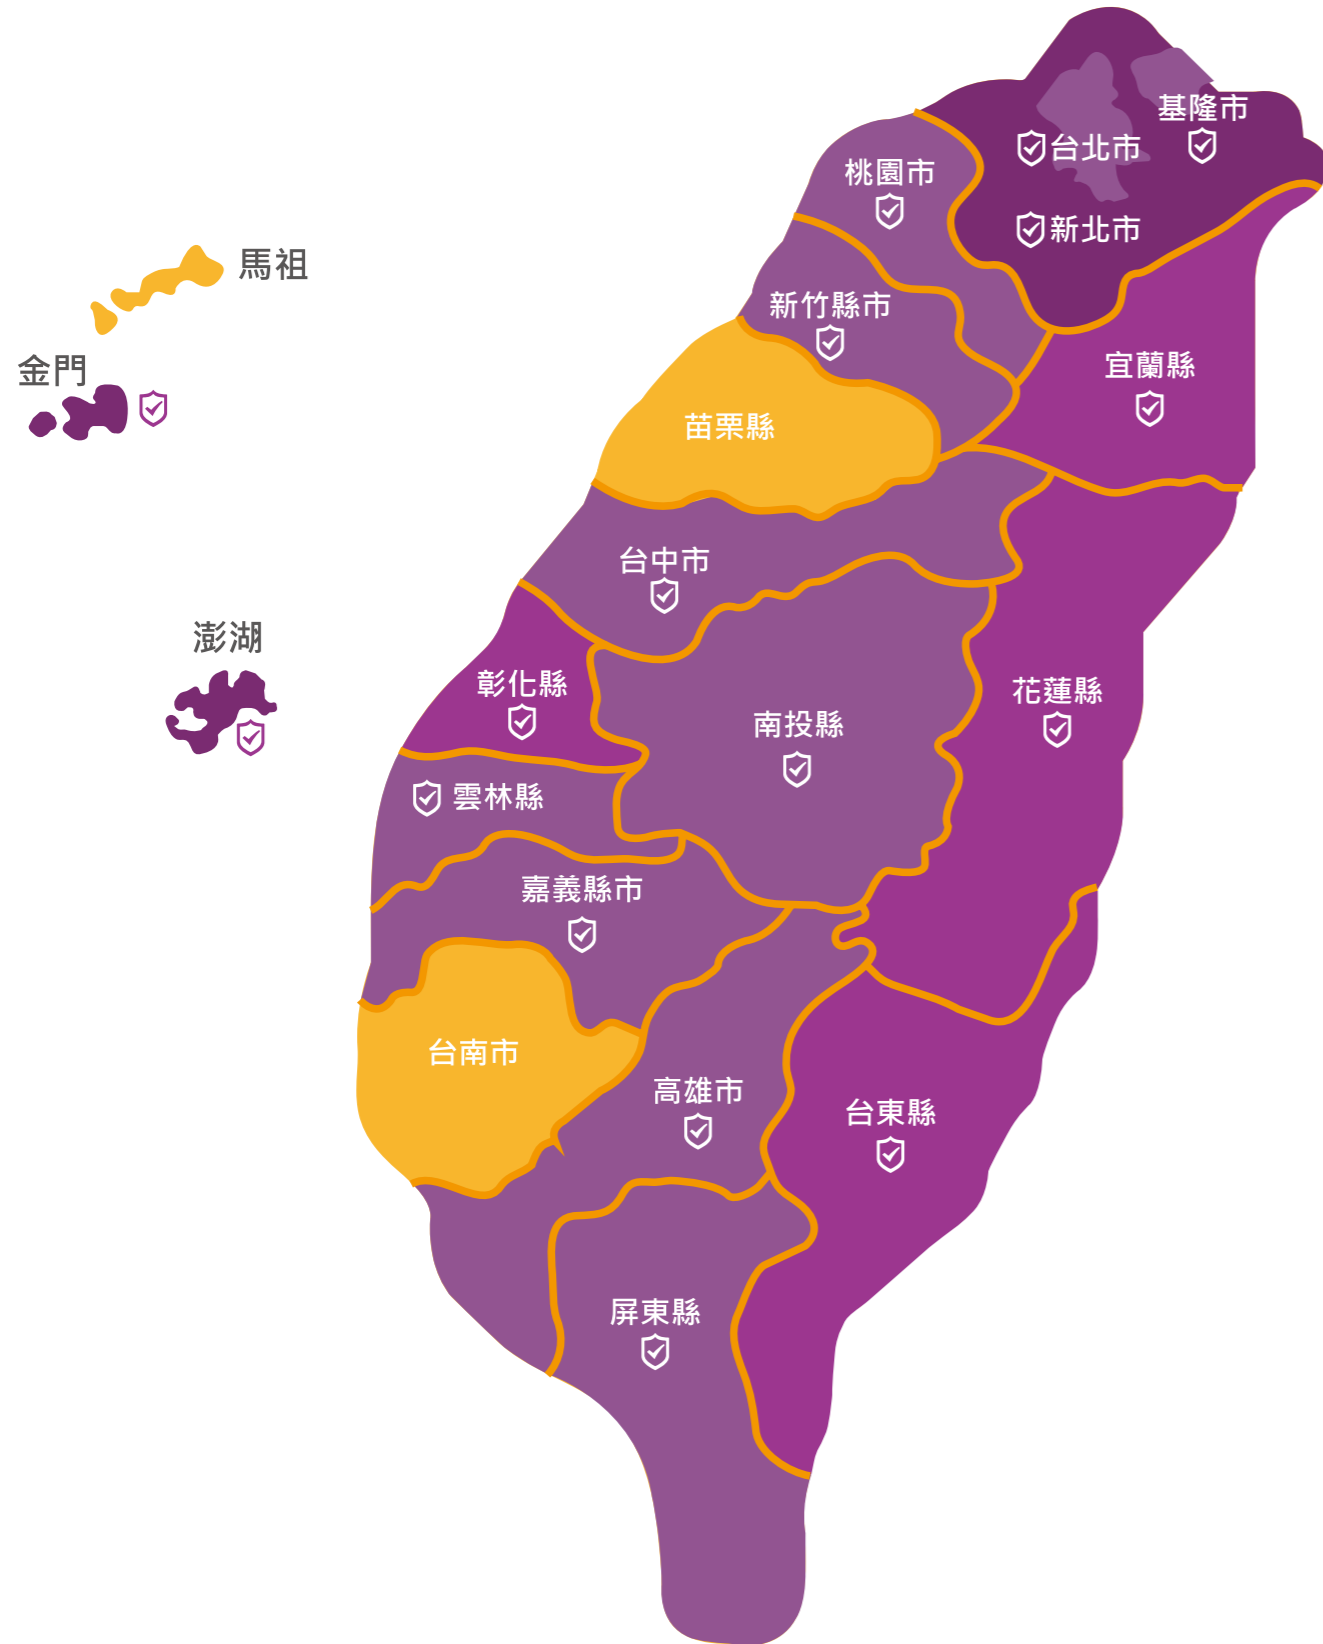 基隆市
台北市
桃園市
新北市
馬祖
新竹縣市
金門
宜蘭縣
苗栗縣
台中市
澎湖
彰化縣
花蓮縣
南投縣
雲林縣
嘉義縣市
台南市
高雄市
台東縣
屏東縣